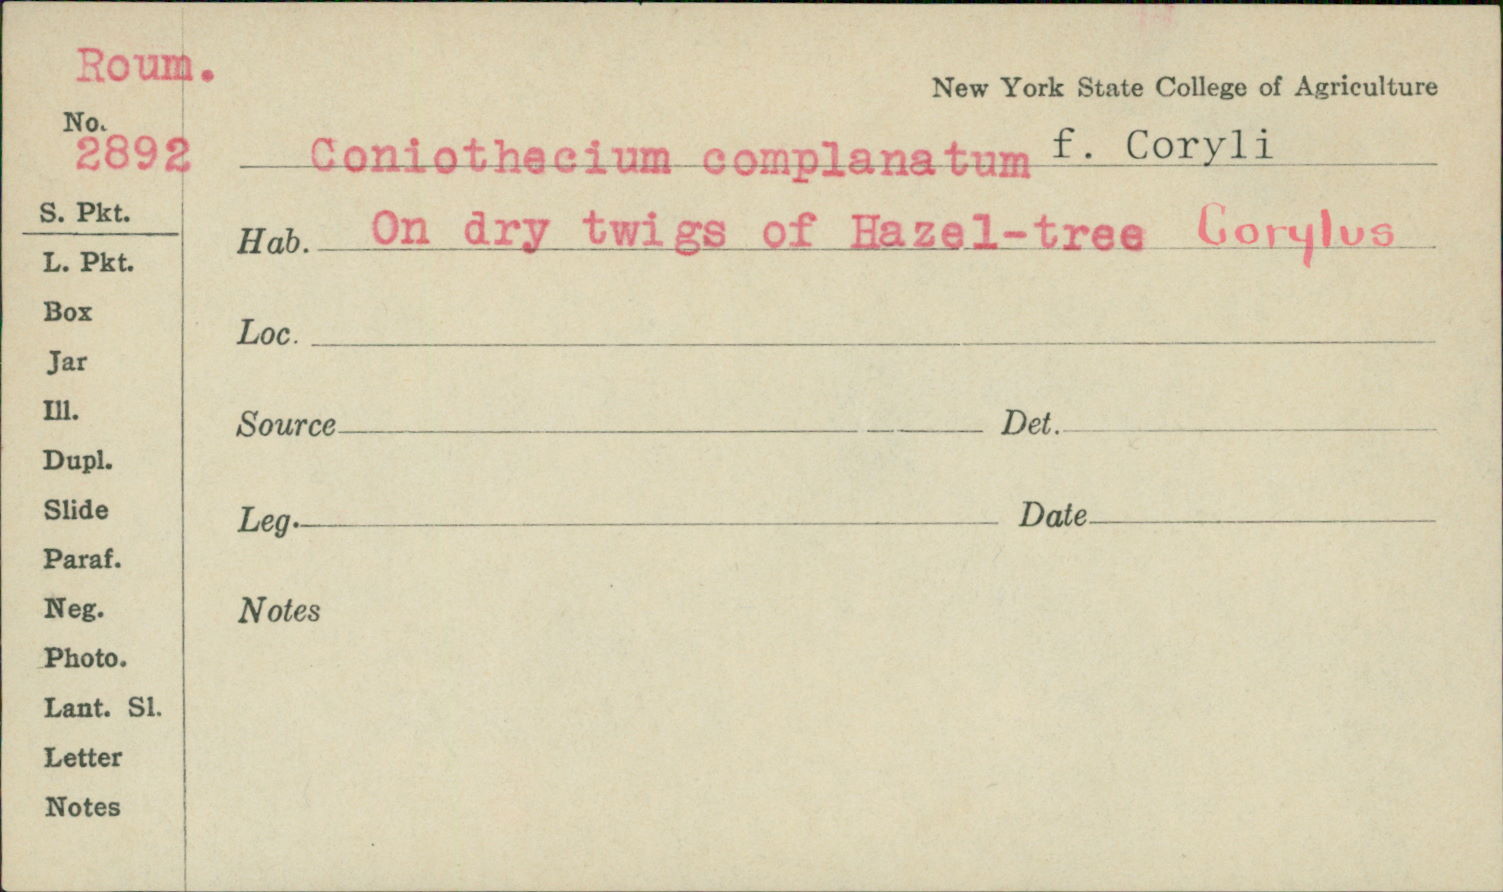 Roum.
New York State College of Agriculture
No.
2892
Coniothecium complanatum f. Coryli
S. Pkt.
Hab. On dry twigs of Hazel-tree Corylus
L. Pkt.
Box
Loc.
Jar
Ill.
Source Det.
Dupl.
Slide
Leg. Date
Paraf.
Neg.
Notes
Photo.
Lant. Sl.
Letter
Notes